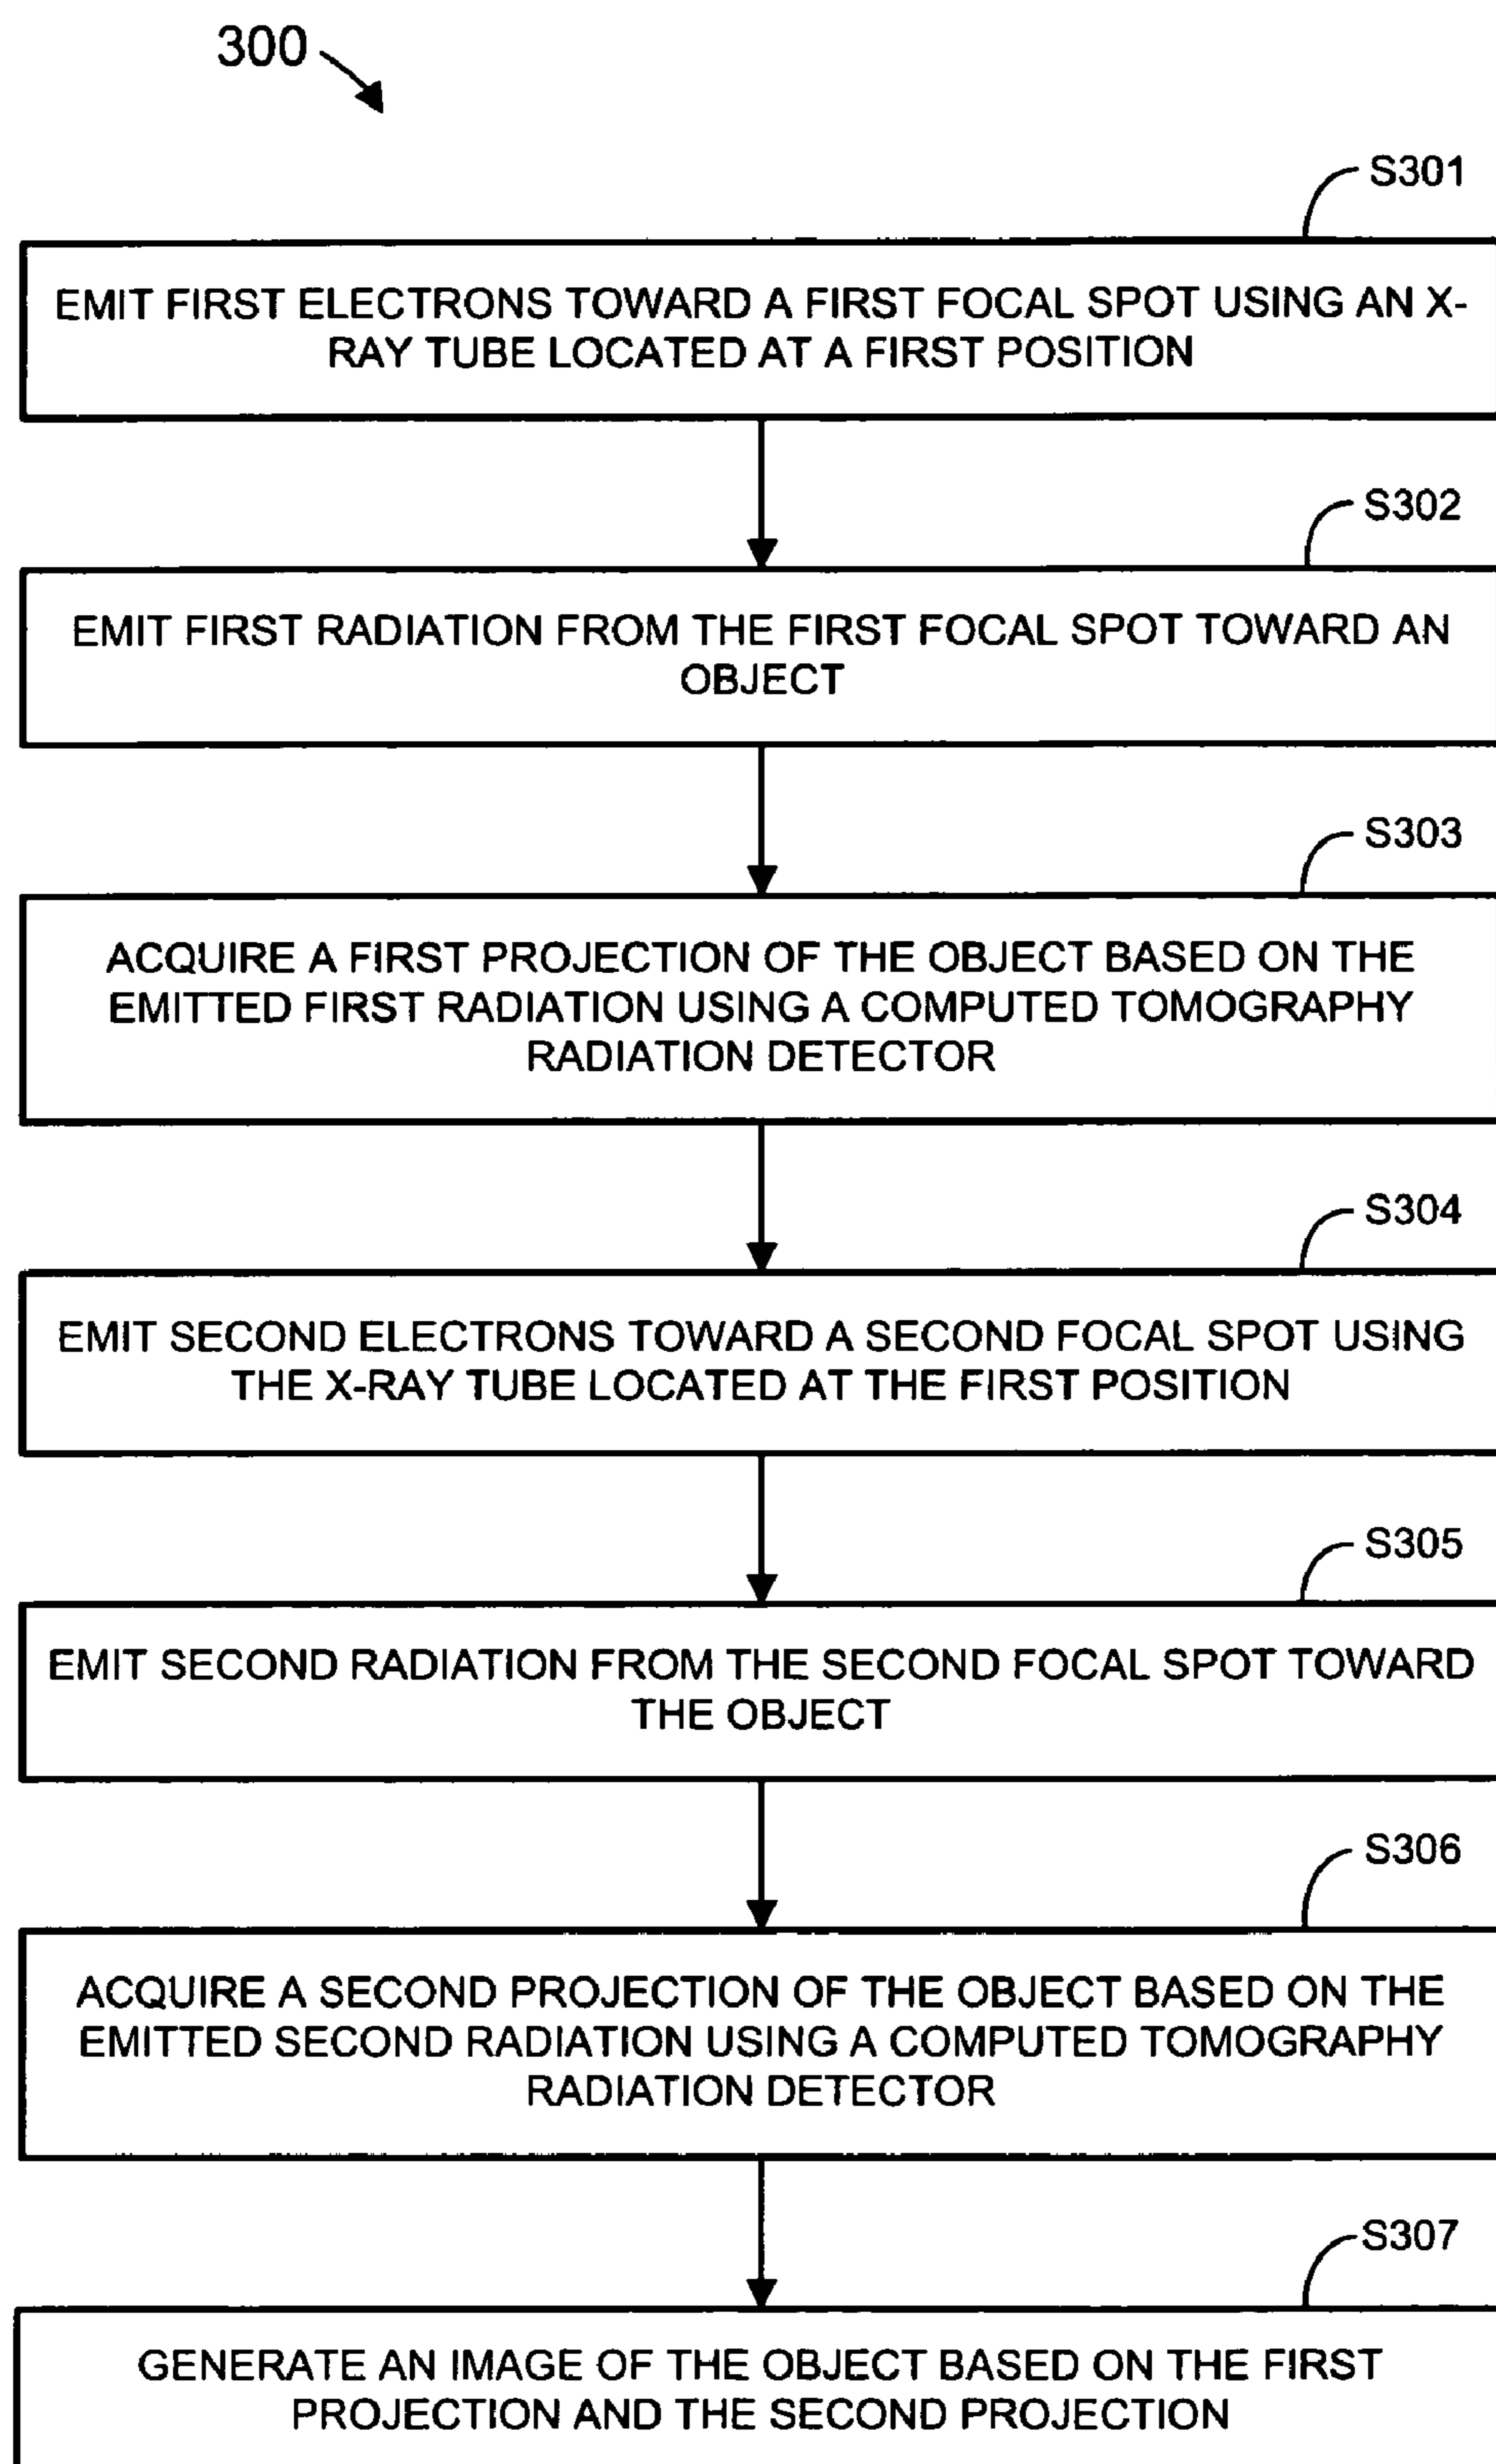 300
S301
EMIT FIRST ELECTRONS TOWARD A FIRST FOCAL SPOT USING AN X-
RAY TUBE LOCATED AT A FIRST POSITION
S302
EMIT FIRST RADIATION FROM THE FIRST FOCAL SPOT TOWARD AN
OBJECT
S303
ACQUIRE A FIRST PROJECTION OF THE OBJECT BASED ON THE
EMITTED FIRST RADIATION USING A COMPUTED TOMOGRAPHY
RADIATION DETECTOR
S304
EMIT SECOND ELECTRONS TOWARD A SECOND FOCAL SPOT USING
THE X-RAY TUBE LOCATED AT THE FIRST POSITION
S305
EMIT SECOND RADIATION FROM THE SECOND FOCAL SPOT TOWARD
THE OBJECT
S306
ACQUIRE A SECOND PROJECTION OF THE OBJECT BASED ON THE
EMITTED SECOND RADIATION USING A COMPUTED TOMOGRAPHY
RADIATION DETECTOR
S307
GENERATE AN IMAGE OF THE OBJECT BASED ON THE FIRST
PROJECTION AND THE SECOND PROJECTION